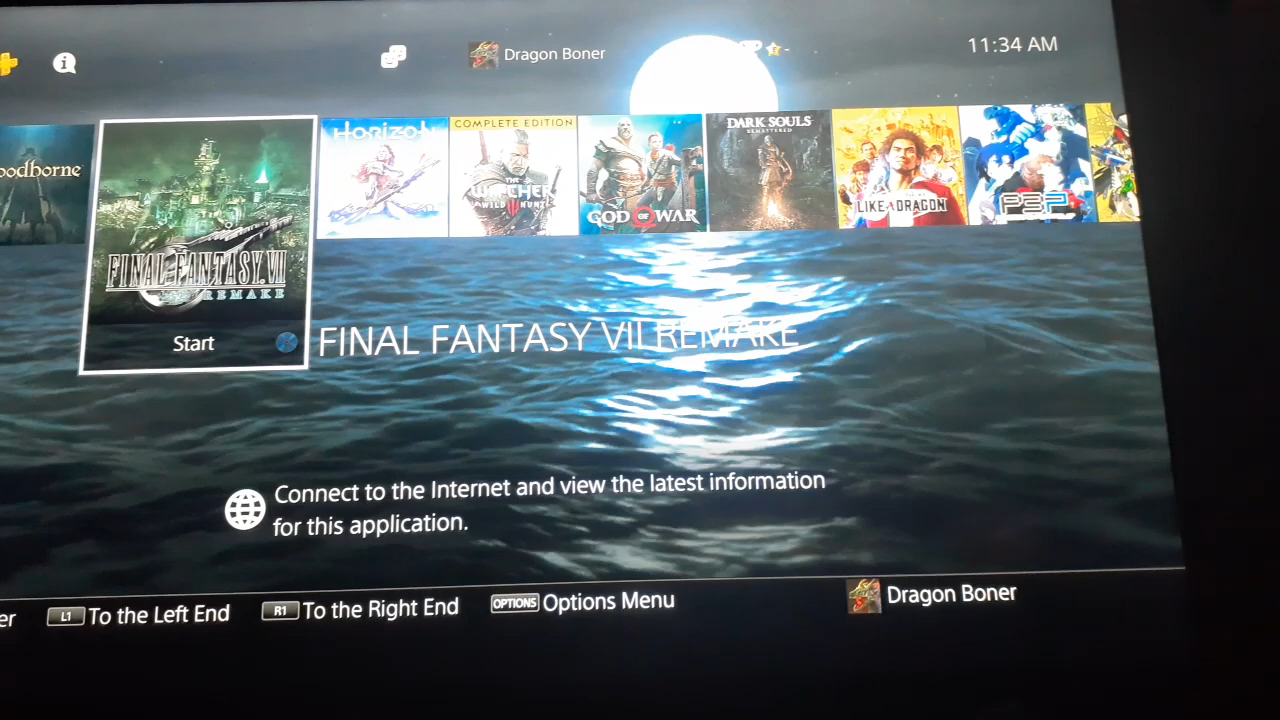 Dragon Boner
11:34 AM
oodborne
HORIZON
COMPLETE EDITION
THE
WITCHER
WILD HUNT
GOD OF WAR
DARK SOULS
REMASTERED
LIKE A DRAGON
P3P
FINAL FANTASY VII
REMAKE
Start
FINAL FANTASY VII REMAKE
Connect to the Internet and view the latest information
for this application.
er
L1 To the Left End
R1 To the Right End
OPTIONS Options Menu
Dragon Boner